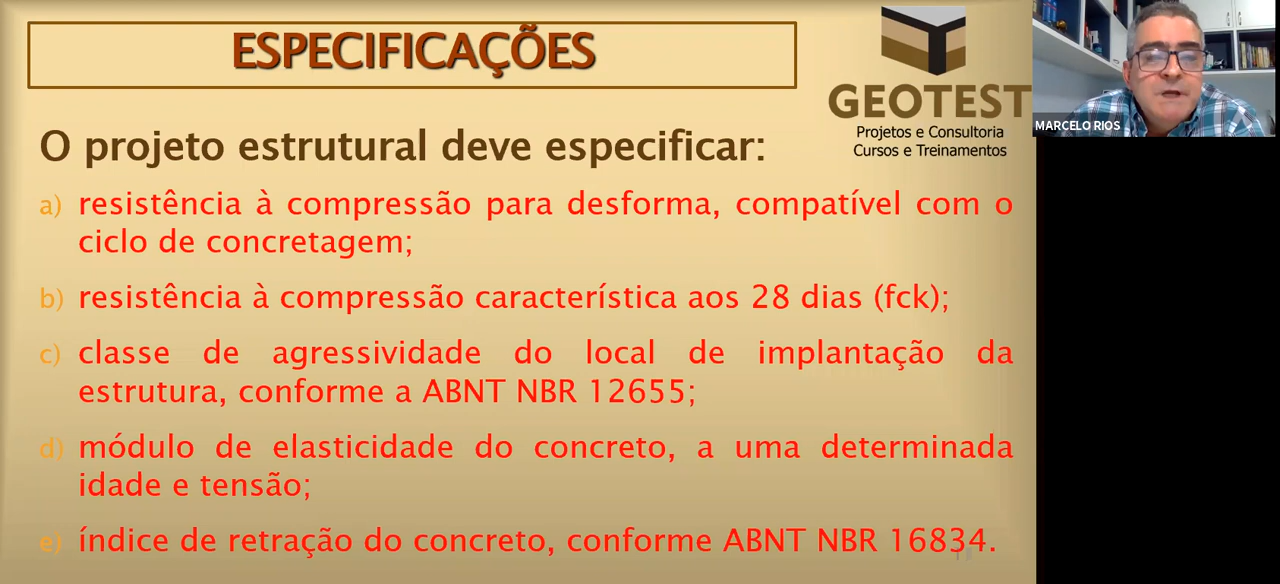 ESPECIFICAÇÕES
GEOTEST
Projetos e Consultoria
Cursos e Treinamentos
MARCELO RIOS
O projeto estrutural deve especificar:
a) resistência à compressão para desforma, compatível com o
ciclo de concretagem;
b) resistência à compressão característica aos 28 dias (fck);
c) classe de agressividade do local de implantação da
estrutura, conforme a ABNT NBR 12655;
d) módulo de elasticidade do concreto, a uma determinada
idade e tensão;
e) índice de retração do concreto, conforme ABNT NBR 16834.